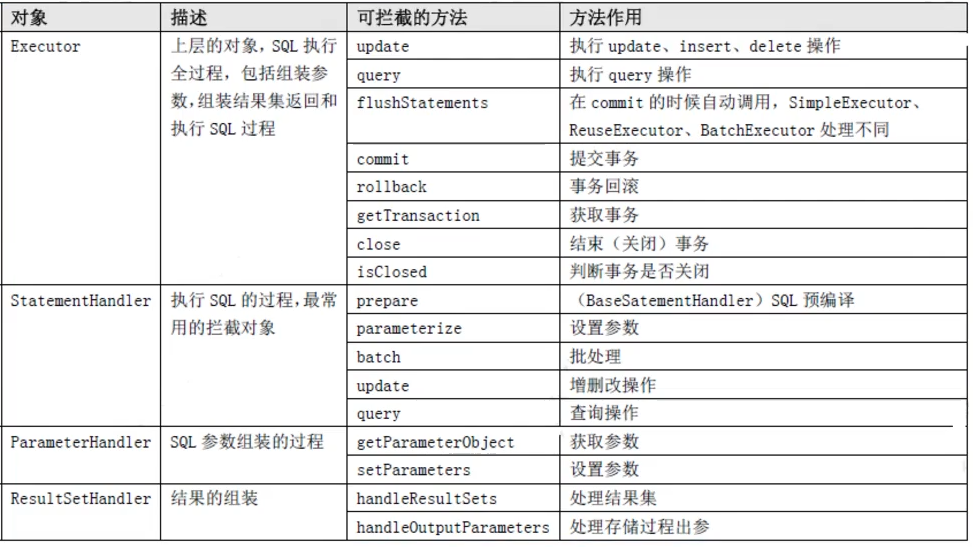 对象 描述 可拦截的方法 方法作用
Executor 上层的对象，SQL 执行 update 执行 update、insert、delete 操作
全过程，包括组装参 query 执行 query 操作
数，组装结果集返回和 flushStatements 在 commit 的时候自动调用，SimpleExecutor、
执行 SQL 过程 ReuseExecutor、BatchExecutor 处理不同
commit 提交事务
rollback 事务回滚
getTransaction 获取事务
close 结束（关闭）事务
isClosed 判断事务是否关闭
StatementHandler 执行 SQL 的过程，最常 prepare （BaseSatementHandler）SQL 预编译
用的拦截对象 parameterize 设置参数
batch 批处理
update 增删改操作
query 查询操作
ParameterHandler SQL 参数组装的过程 getParameterObject 获取参数
setParameters 设置参数
ResultSetHandler 结果的组装 handleResultSets 处理结果集
handleOutputParameters 处理存储过程出参